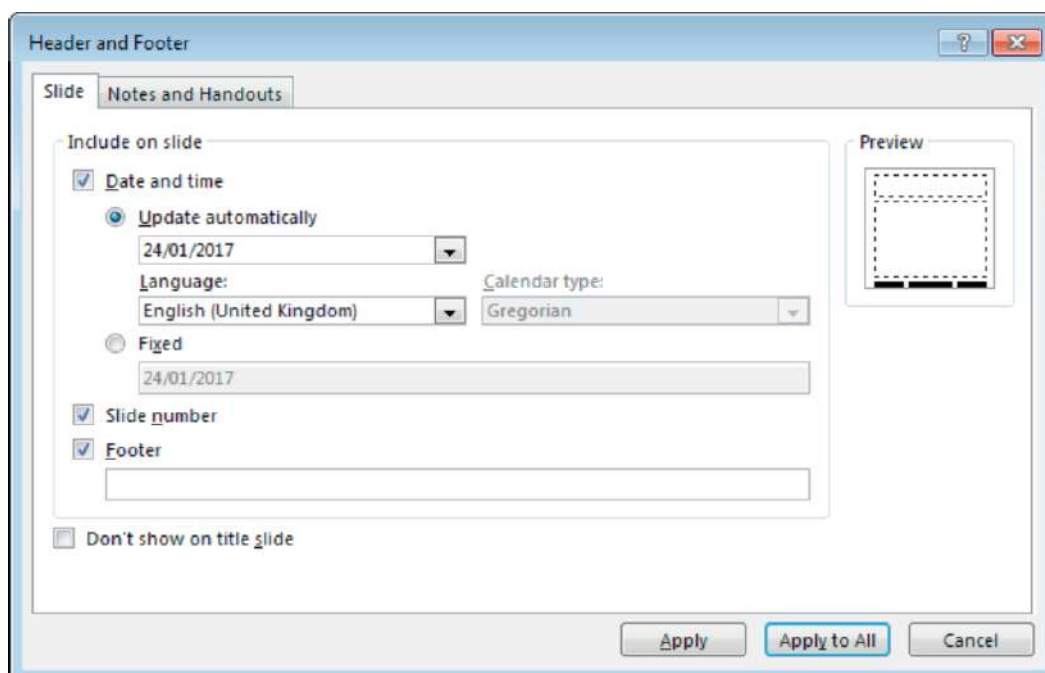 Header and Footer
Slide Notes and Handouts
Include on slide
Preview
Date and time
Update automatically
24/01/2017
Language: Calendar type:
English (United Kingdom) Gregorian
Fixed
24/01/2017
Slide number
Footer
Don't show on title slide
Apply Apply to All Cancel